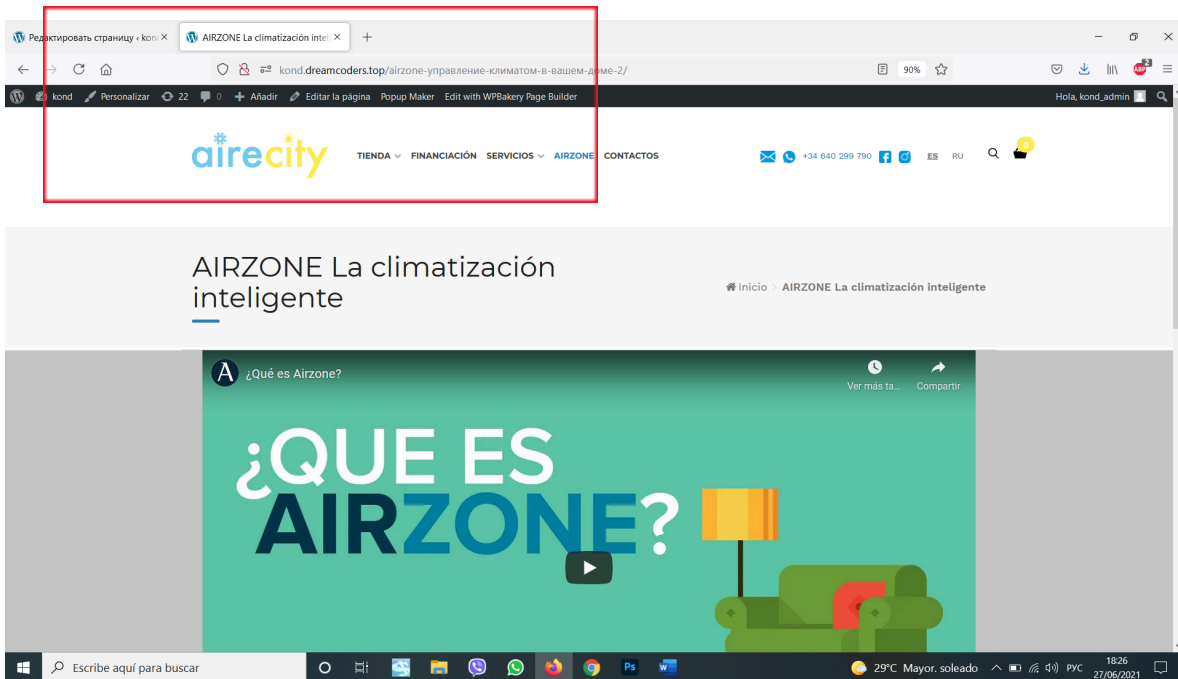 Редактировать страницу ‹ kon
AIRZONE La climatización intel
kond.dreamcoders.top/airzone-управление-климатом-в-вашем-доме-2/
90%
ABP
2
kond
Personalizar
22
0
Añadir
Editar la página
Popup Maker
Edit with WPBakery Page Builder
Hola, kond_admin
airecity
TIENDA
FINANCIACIÓN
SERVICIOS
AIRZONE
CONTACTOS
+34 640 299 790
ES
RU
0
AIRZONE La climatización
inteligente
Inicio > AIRZONE La climatización inteligente
A
¿Qué es Airzone?
Ver más ta...
Compartir
¿QUE ES
AIRZONE?
Escribe aquí para buscar
Ps
W
29°C Mayor. soleado
РУС
18:26
27/06/2021